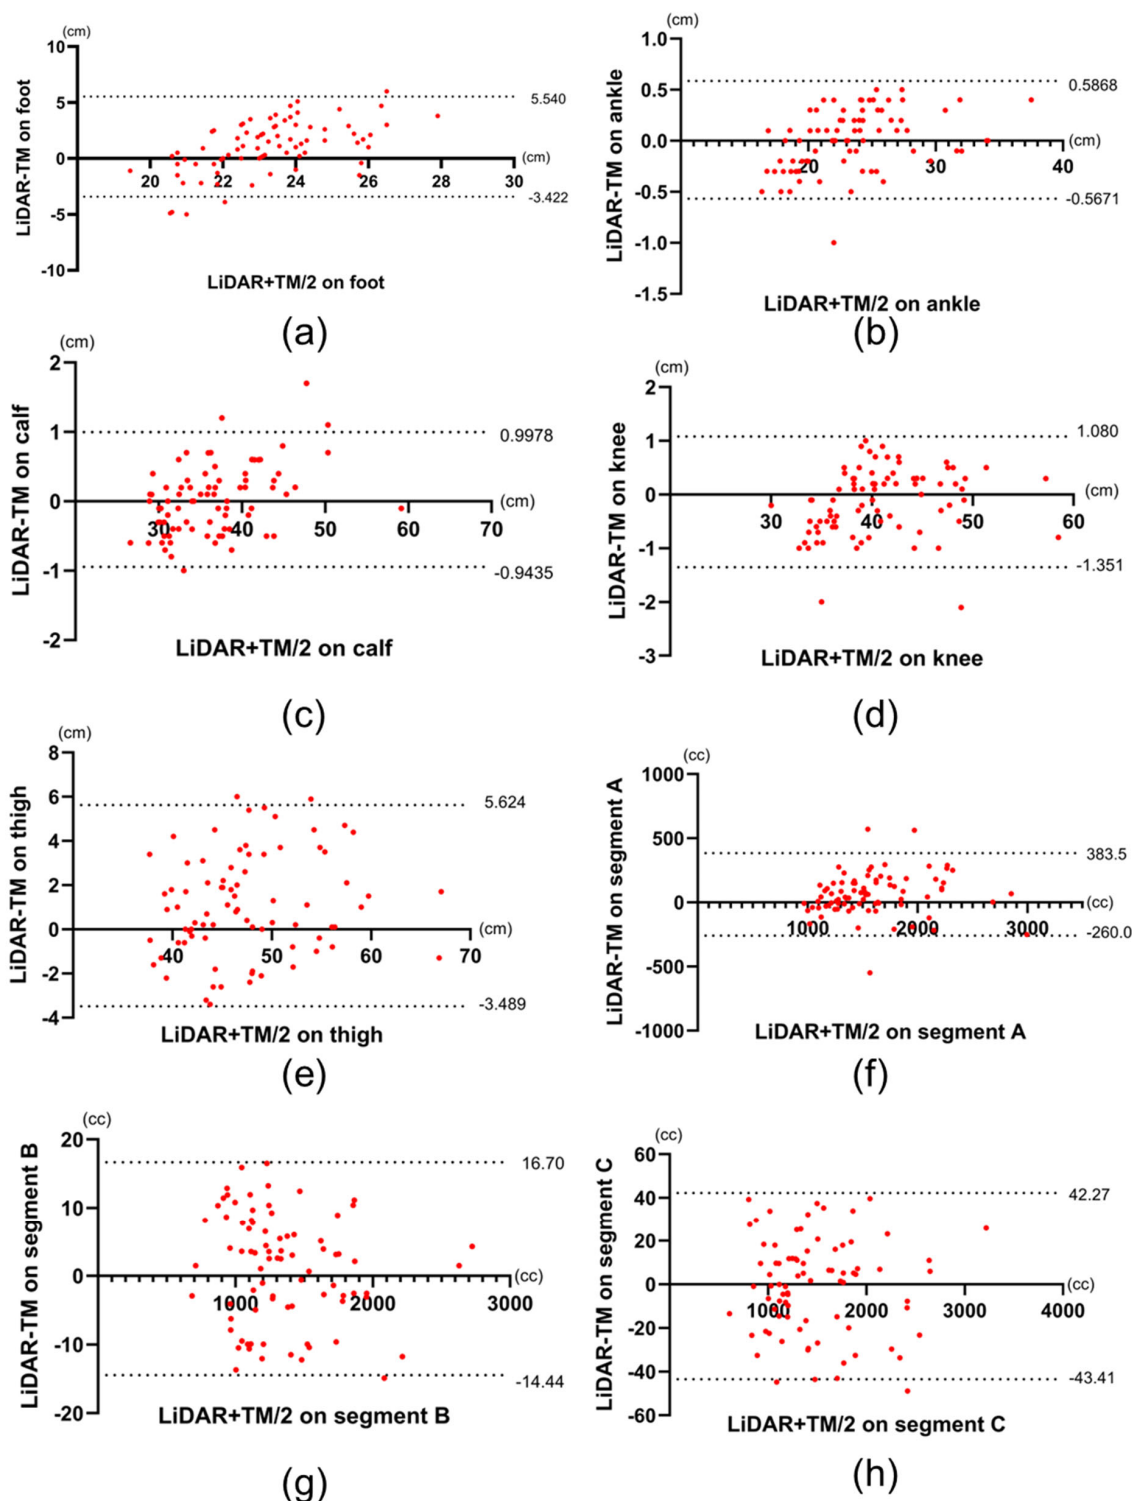 (cm)
10
5
0
-5
-10
LiDAR-TM on foot
5.540
(cm)
-3.422
20 22 24 26 28 30
LiDAR+TM/2 on foot
(a)
(cm)
1.0
0.5
0.0
-0.5
-1.0
-1.5
LiDAR-TM on ankle
0.5868
(cm)
-0.5671
20 30 40
LiDAR+TM/2 on ankle
(b)
(cm)
2
1
0
-1
-2
LiDAR-TM on calf
0.9978
(cm)
-0.9435
30 40 50 60 70
LiDAR+TM/2 on calf
(c)
(cm)
2
1
0
-1
-2
-3
LiDAR-TM on knee
1.080
(cm)
-1.351
30 40 50 60
LiDAR+TM/2 on knee
(d)
(cm)
8
6
4
2
0
-2
-4
LiDAR-TM on thigh
5.624
(cm)
-3.489
40 50 60 70
LiDAR+TM/2 on thigh
(e)
(cc)
1000
500
0
-500
-1000
LiDAR-TM on segment A
383.5
(cc)
-260.0
1000 2000 3000
LiDAR+TM/2 on segment A
(f)
(cc)
20
10
0
-10
-20
LiDAR-TM on segment B
16.70
(cc)
-14.44
1000 2000 3000
LiDAR+TM/2 on segment B
(g)
(cc)
60
40
20
0
-20
-40
-60
LiDAR-TM on segment C
42.27
(cc)
-43.41
1000 2000 3000 4000
LiDAR+TM/2 on segment C
(h)